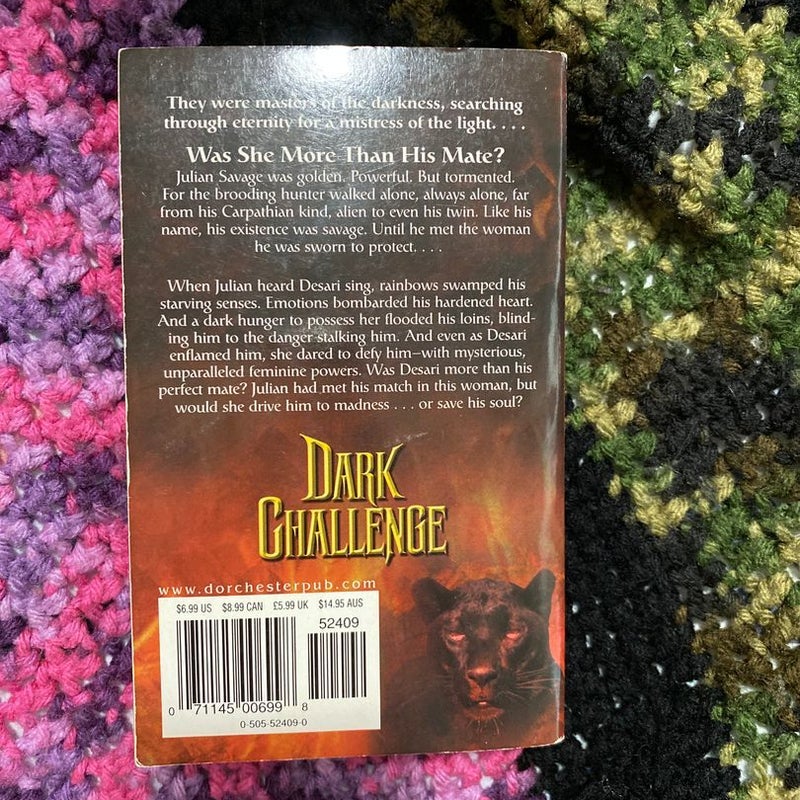 They were masters of the darkness, searching
through eternity for a mistress of the light. . . .
Was She More Than His Mate?
Julian Savage was golden. Powerful. But tormented.
For the brooding hunter walked alone, always alone, far
from his Carpathian kind, alien to even his twin. Like his
name, his existence was savage. Until he met the woman
he was sworn to protect. . . .
When Julian heard Desari sing, rainbows swamped his
starving senses. Emotions bombarded his hardened heart.
And a dark hunger to possess her flooded his loins, blind-
ing him to the danger stalking him. And even as Desari
enflamed him, she dared to defy him—with mysterious,
unparalleled feminine powers. Was Desari more than his
perfect mate? Julian had met his match in this woman, but
would she drive him to madness . . . or save his soul?
DARK
CHALLENGE
www.dorchesterpub.com
$6.99 US $8.99 CAN £5.99 UK $14.95 AUS
52409
0 71145 00699 8
0-505-52409-0